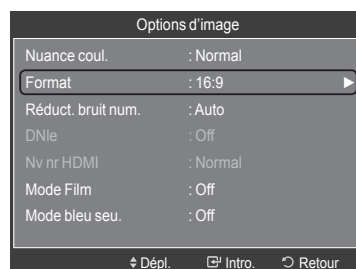 Options d’image
Nuance coul. : Normal
Format : 16:9
Réduct. bruit num. : Auto
DNIe : Off
Nv nr HDMI : Normal
Mode Film : Off
Mode bleu seu. : Off
Dépl. Intro. Retour